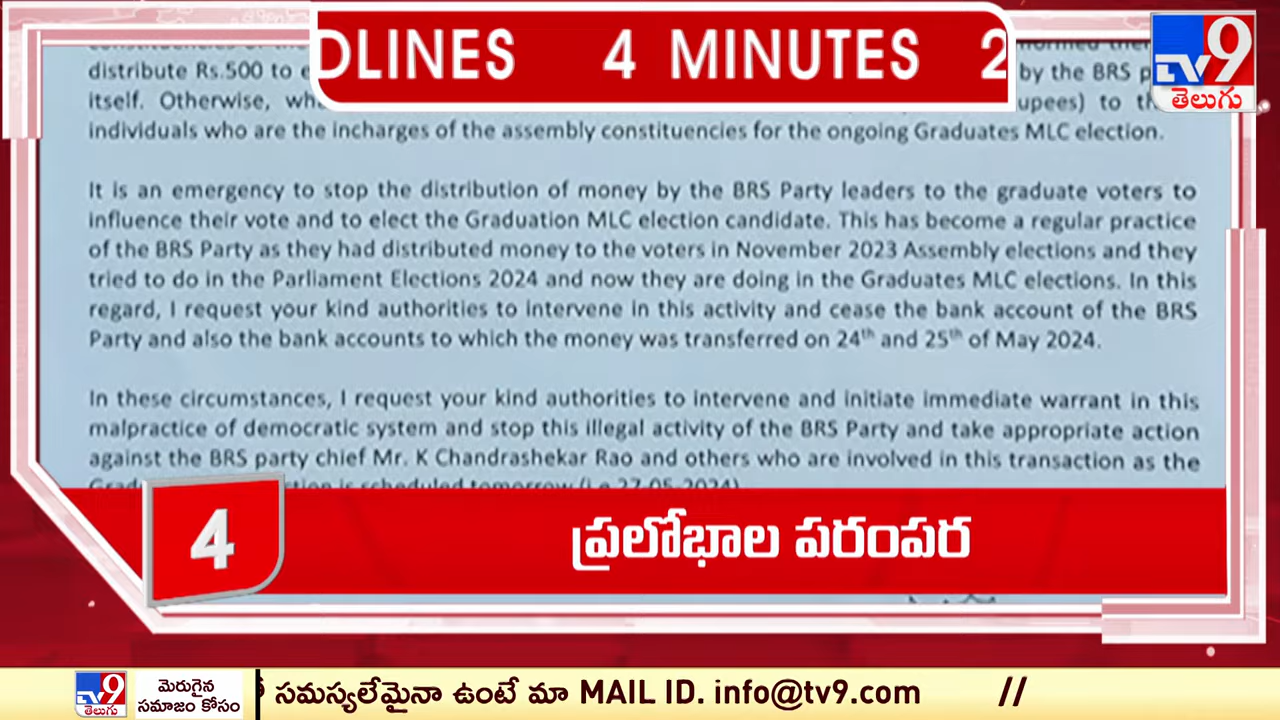 DLINES 4 MINUTES 2
TV9
తెలుగు
distribute Rs.500 to by the BRS
itself. Otherwise, upees) to
individuals who are the incharges of the assembly constituencies for the ongoing Graduates MLC election.
It is an emergency to stop the distribution of money by the BRS Party leaders to the graduate voters to
influence their vote and to elect the Graduation MLC election candidate. This has become a regular practice
of the BRS Party as they had distributed money to the voters in November 2023 Assembly elections and they
tried to do in the Parliament Elections 2024 and now they are doing in the Graduates MLC elections. In this
regard, I request your kind authorities to intervene in this activity and cease the bank account of the BRS
Party and also the bank accounts to which the money was transferred on 24th and 25th of May 2024.
In these circumstances, I request your kind authorities to intervene and initiate immediate warrant in this
malpractice of democratic system and stop this illegal activity of the BRS Party and take appropriate action
against the BRS party chief Mr. K Chandrashekar Rao and others who are involved in this transaction as the
is scheduled tomorrow (i.e 27-05-2024)
4 ప్రలోభాల పరంపర
TV9
తెలుగు
మెరుగైన
సమాజం కోసం
సమస్యలేమైనా ఉంటే మా MAIL ID. info@tv9.com //